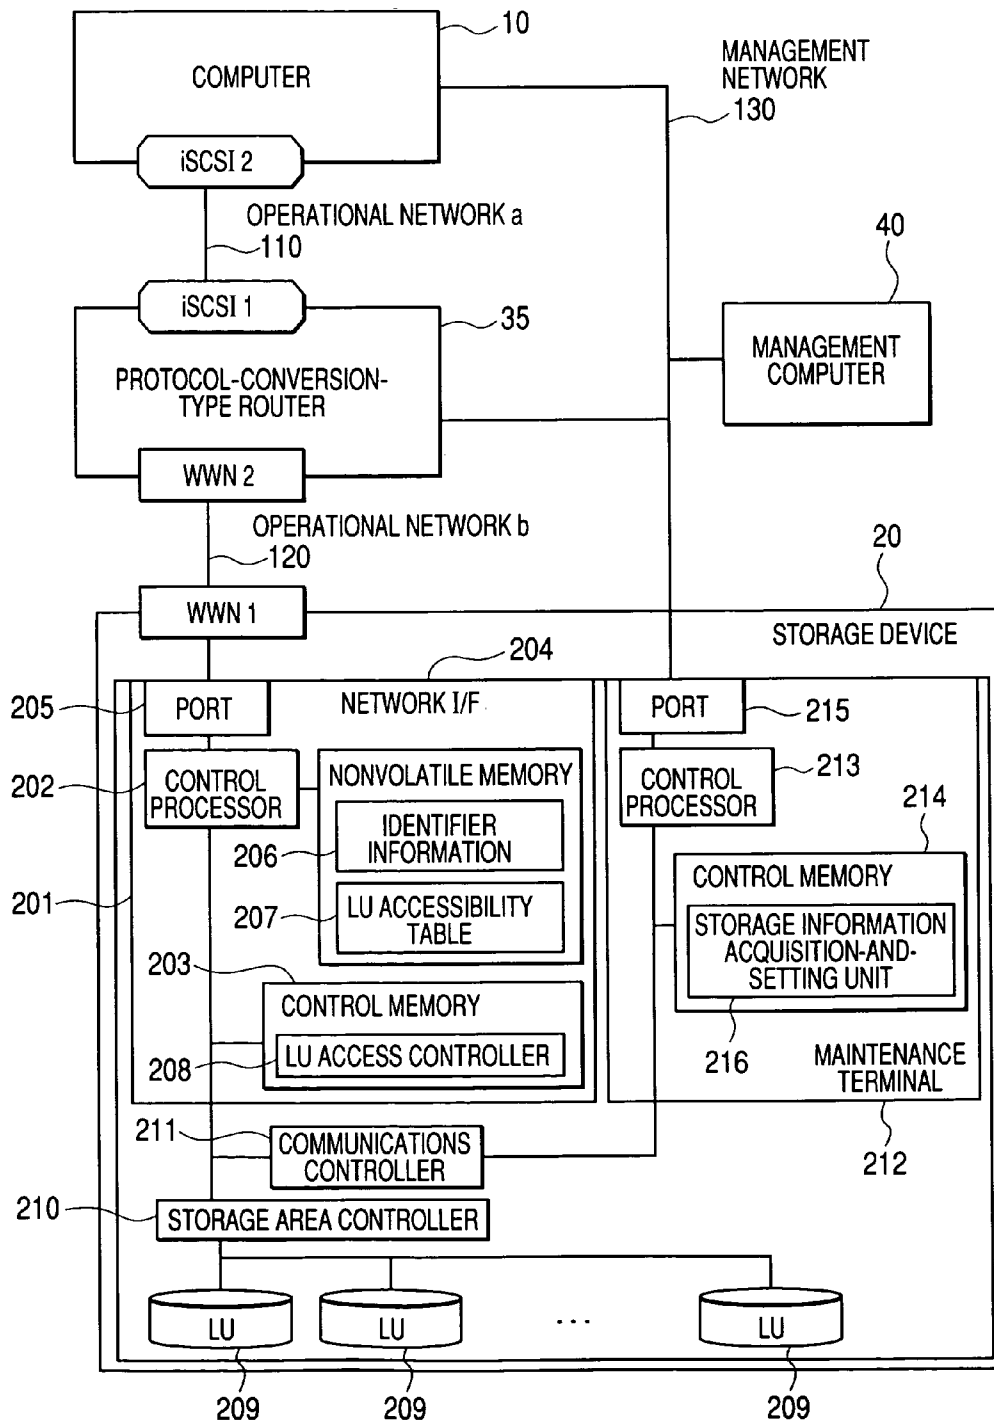 10
COMPUTER
MANAGEMENT
NETWORK
130
iSCSI 2
OPERATIONAL NETWORK a
110
40
iSCSI 1
35
MANAGEMENT
COMPUTER
PROTOCOL-CONVERSION-
TYPE ROUTER
WWN 2
OPERATIONAL NETWORK b
120
20
WWN 1
STORAGE DEVICE
204
205
PORT
NETWORK I/F
PORT
215
202
CONTROL
PROCESSOR
NONVOLATILE MEMORY
CONTROL
PROCESSOR
213
206
IDENTIFIER
INFORMATION
214
201
207
LU ACCESSIBILITY
TABLE
CONTROL MEMORY
STORAGE INFORMATION
ACQUISITION-AND-
SETTING UNIT
203
CONTROL MEMORY
208
LU ACCESS CONTROLLER
216
MAINTENANCE
TERMINAL
211
COMMUNICATIONS
CONTROLLER
212
210
STORAGE AREA CONTROLLER
LU
LU
...
LU
209
209
209